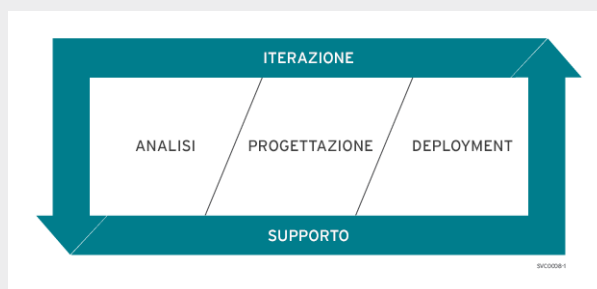 ITERAZIONE
ANALISI
PROGETTAZIONE
DEPLOYMENT
SUPPORTO
SVC0038-1